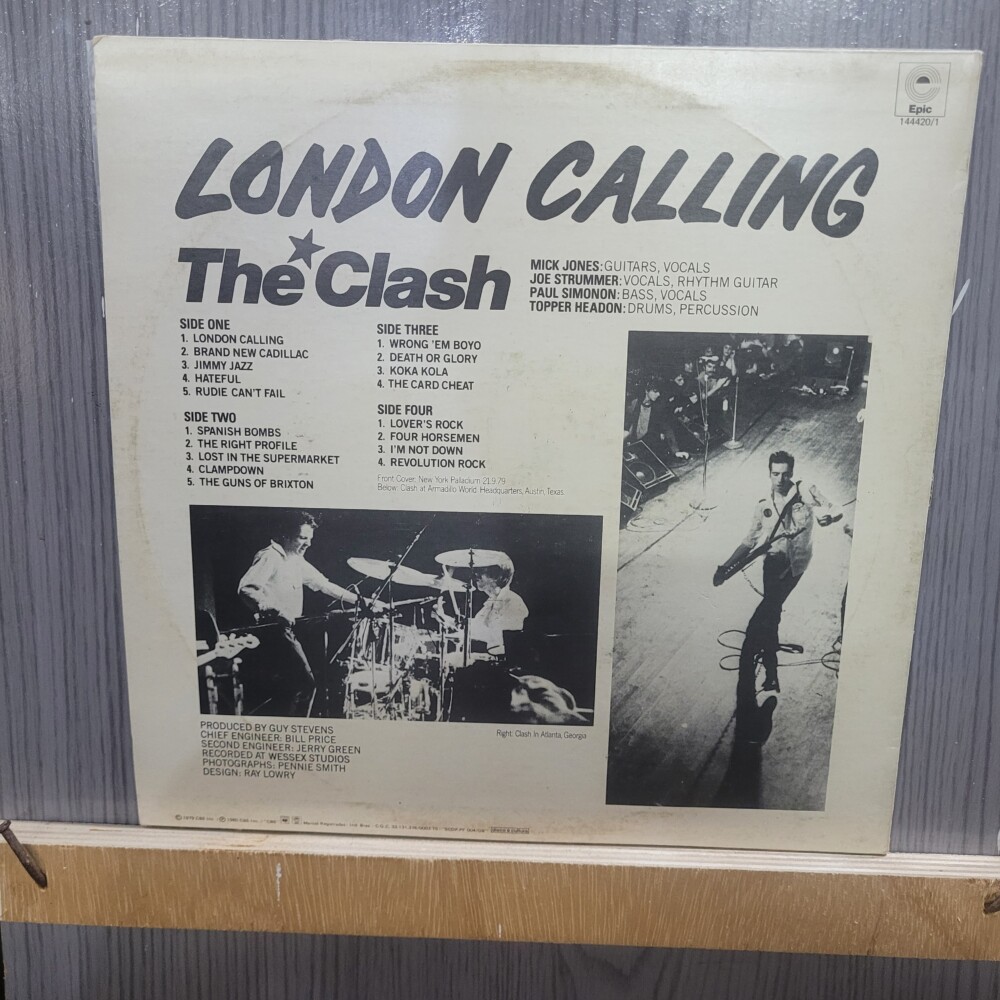 Epic
144420/1
LONDON CALLING
The Clash
MICK JONES: GUITARS, VOCALS
JOE STRUMMER: VOCALS, RHYTHM GUITAR
PAUL SIMONON: BASS, VOCALS
TOPPER HEADON: DRUMS, PERCUSSION
SIDE ONE
1. LONDON CALLING
2. BRAND NEW CADILLAC
3. JIMMY JAZZ
4. HATEFUL
5. RUDIE CAN'T FAIL
SIDE TWO
1. SPANISH BOMBS
2. THE RIGHT PROFILE
3. LOST IN THE SUPERMARKET
4. CLAMPDOWN
5. THE GUNS OF BRIXTON
SIDE THREE
1. WRONG 'EM BOYO
2. DEATH OR GLORY
3. KOKA KOLA
4. THE CARD CHEAT
SIDE FOUR
1. LOVER'S ROCK
2. FOUR HORSEMEN
3. I'M NOT DOWN
4. REVOLUTION ROCK
Front Cover: New York Palladium 21.9.79
Below: Clash at Armadillo World Headquarters, Austin, Texas
Right: Clash In Atlanta, Georgia
PRODUCED BY GUY STEVENS
CHIEF ENGINEER: BILL PRICE
SECOND ENGINEER: JERRY GREEN
RECORDED AT WESSEX STUDIOS
PHOTOGRAPHS: PENNIE SMITH
DESIGN: RAY LOWRY